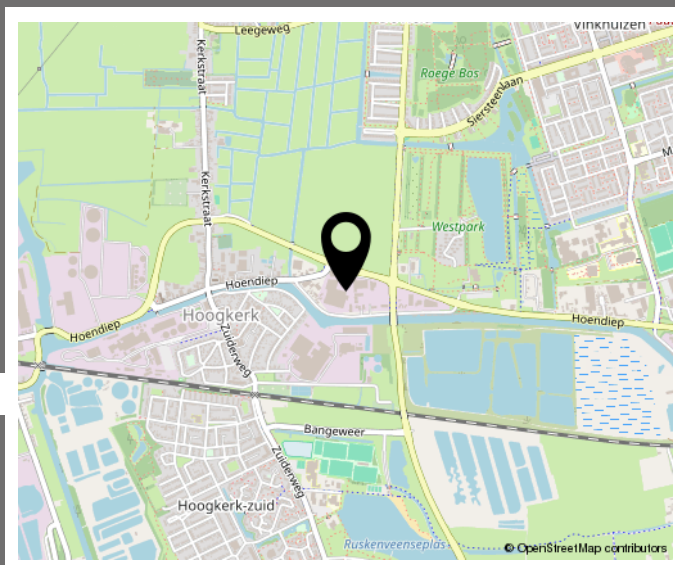 Vinkhuizen
Leegeweg
Kerkstraat
Roege Bos
Siersteenlaan
Kerkstraat
Westpark
Hoendiep
Hoogkerk
Hoendiep
Hoendiep
Zuiderweg
Bangeweer
Zuiderweg
Hoogkerk-zuid
Ruskenveenseplas
© OpenStreetMap contributors